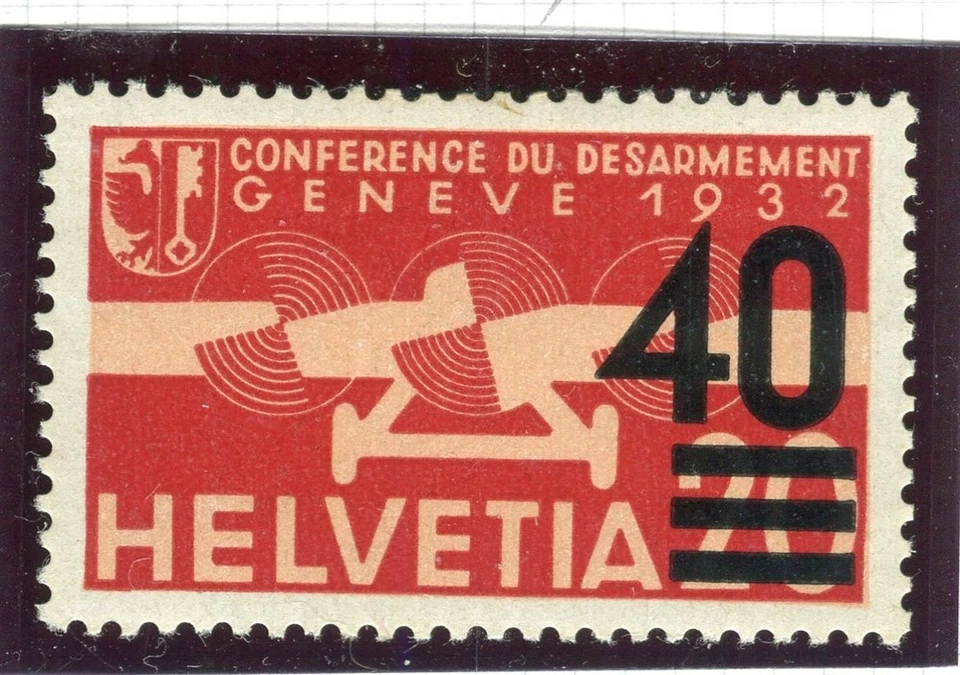 CONFERENCE DU DESARMEMENT
GENEVE 1932
40
HELVETIA 20